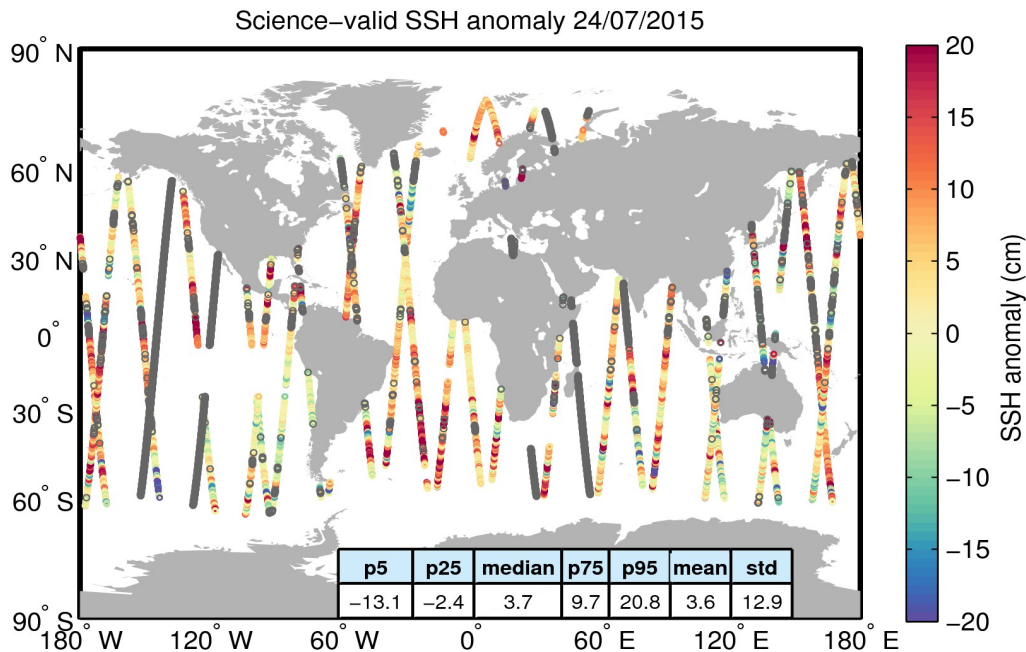 Science−valid SSH anomaly 24/07/2015
90° N
60° N
30° N
0°
30° S
60° S
90° S
180° W
120° W
60° W
0°
60° E
120° E
180° E
p5 p25 median p75 p95 mean std
−13.1 −2.4 3.7 9.7 20.8 3.6 12.9
20
15
10
5
0
−5
−10
−15
−20
SSH anomaly (cm)